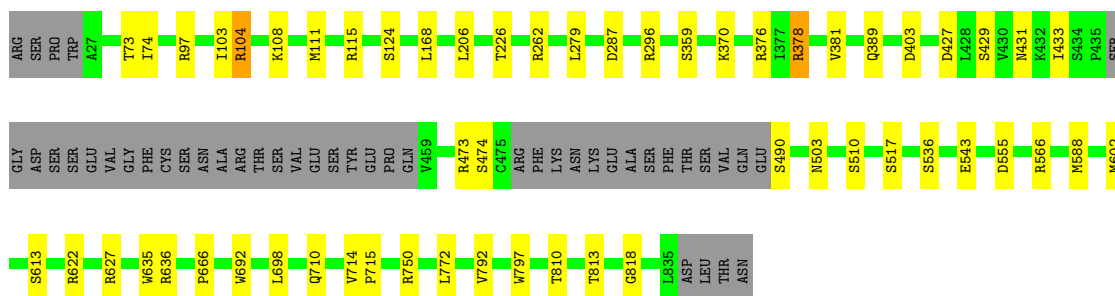 ARG SER PRO TRP A27 T73 I74 R97 I103 R104 K108 M111 R115 S124 L168 L206 T226 R262 L279 D287 R296 S359 K370 R376 I377 R378 V381 Q389 D403 D427 L428 S429 V430 N431 K432 I433 S434 P435 SER
GLY ASP SER SER GLU VAL GLY PHE CYS SER ASN ALA ARG THR SER VAL GLU SER TYR GLU PRO GLN V459 R473 S474 C475 ARG PHE LYS ASN LYS GLU ALA SER PHE THR SER VAL GLN GLU S490 N503 S510 S517 S536 E543 D555 R566 M588 M602
S613 R622 R627 W635 R636 P666 W692 L698 Q710 V714 P715 R750 L772 V792 W797 T810 T813 G818 L835 ASP LEU THR ASN